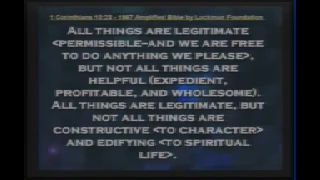 1 Corinthians 10:23 - 1987 Amplified Bible by Lockman Foundation
All things are legitimate
<permissible–and we are free
to do anything we please>,
but not all things are
helpful (expedient,
profitable, and wholesome).
All things are legitimate, but
not all things are
constructive <to character>
and edifying <to spiritual
life>.